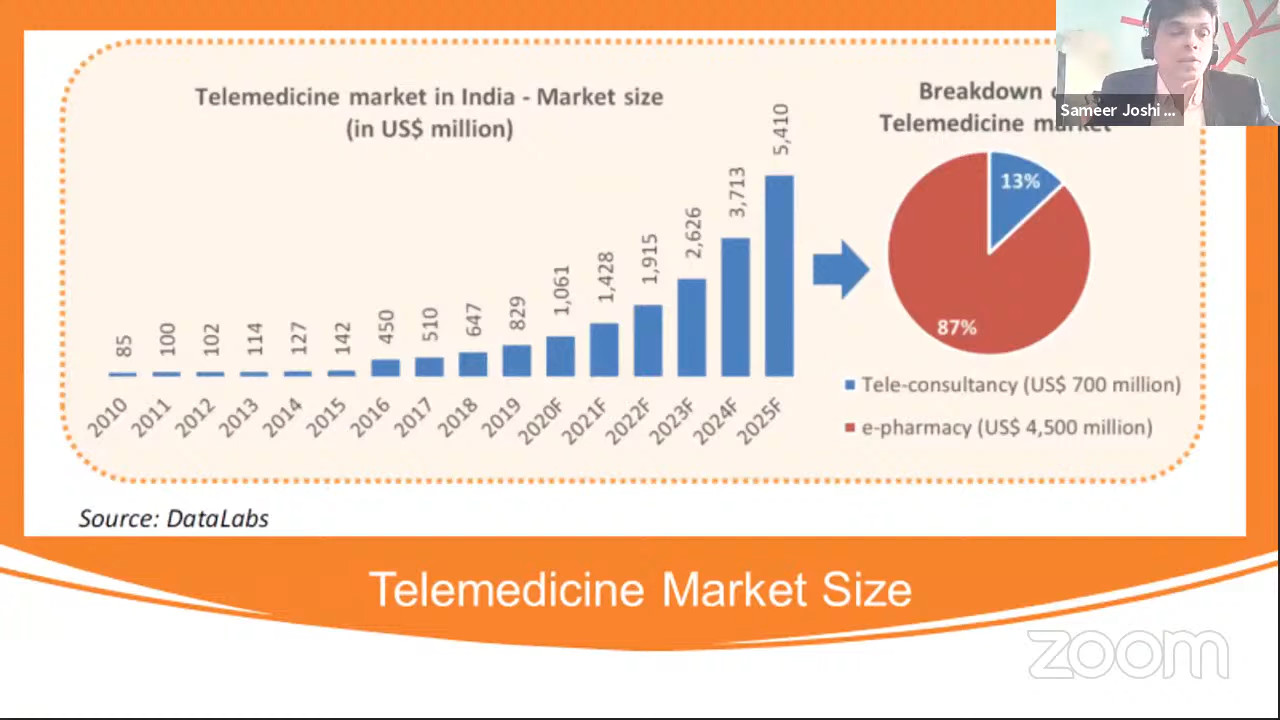 Telemedicine market in India - Market size
(in US$ million)
85
100
102
114
127
142
450
510
647
829
1,061
1,428
1,915
2,626
3,713
5,410
2010
2011
2012
2013
2014
2015
2016
2017
2018
2019
2020F
2021F
2022F
2023F
2024F
2025F
Breakdown
Telemedicine market
Sameer Joshi ...
13%
87%
Tele-consultancy (US$ 700 million)
e-pharmacy (US$ 4,500 million)
Source: DataLabs
Telemedicine Market Size
zoom